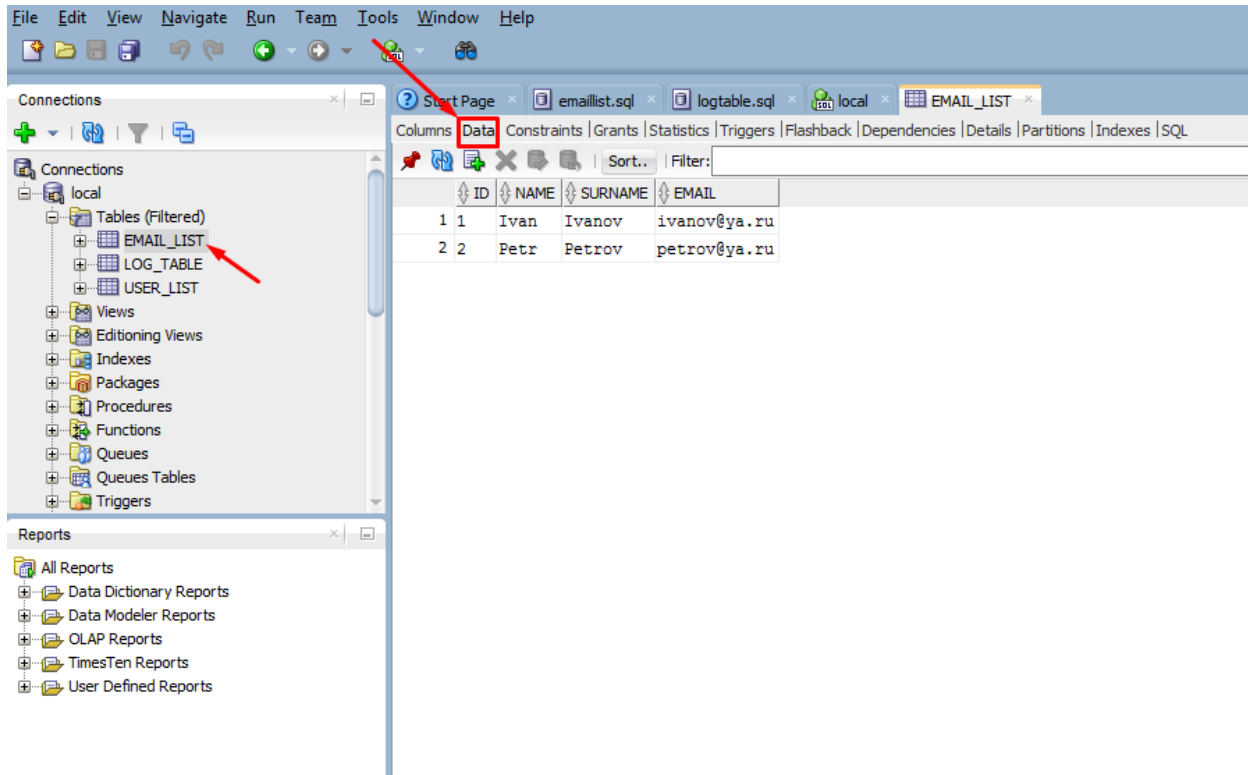 File Edit View Navigate Run Team Tools Window Help
Connections
Connections
local
Tables (Filtered)
EMAIL_LIST
LOG_TABLE
USER_LIST
Views
Editioning Views
Indexes
Packages
Procedures
Functions
Queues
Queues Tables
Triggers
Reports
All Reports
Data Dictionary Reports
Data Modeler Reports
OLAP Reports
TimesTen Reports
User Defined Reports
Start Page emaillist.sql logtable.sql local EMAIL_LIST
Columns Data Constraints |Grants |Statistics |Triggers |Flashback |Dependencies |Details |Partitions |Indexes |SQL
Sort.. Filter:
ID NAME SURNAME EMAIL
1 1 Ivan Ivanov ivanov@ya.ru
2 2 Petr Petrov petrov@ya.ru